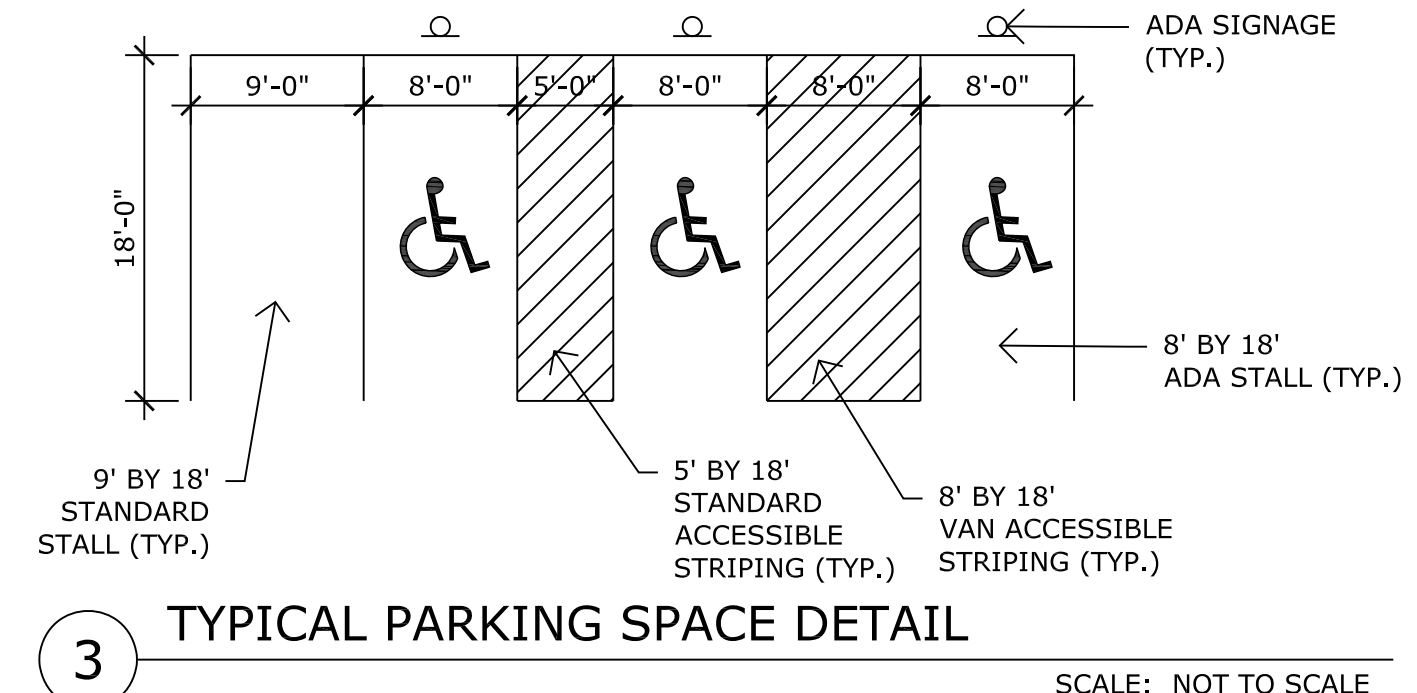 ADA SIGNAGE
(TYP.)
9'-0" 8'-0" 5'-0" 8'-0" 8'-0" 8'-0"
18'-0"
8' BY 18'
ADA STALL (TYP.)
9' BY 18'
STANDARD
STALL (TYP.)
5' BY 18'
STANDARD
ACCESSIBLE
STRIPING (TYP.)
8' BY 18'
VAN ACCESSIBLE
STRIPING (TYP.)
3
TYPICAL PARKING SPACE DETAIL
SCALE: NOT TO SCALE